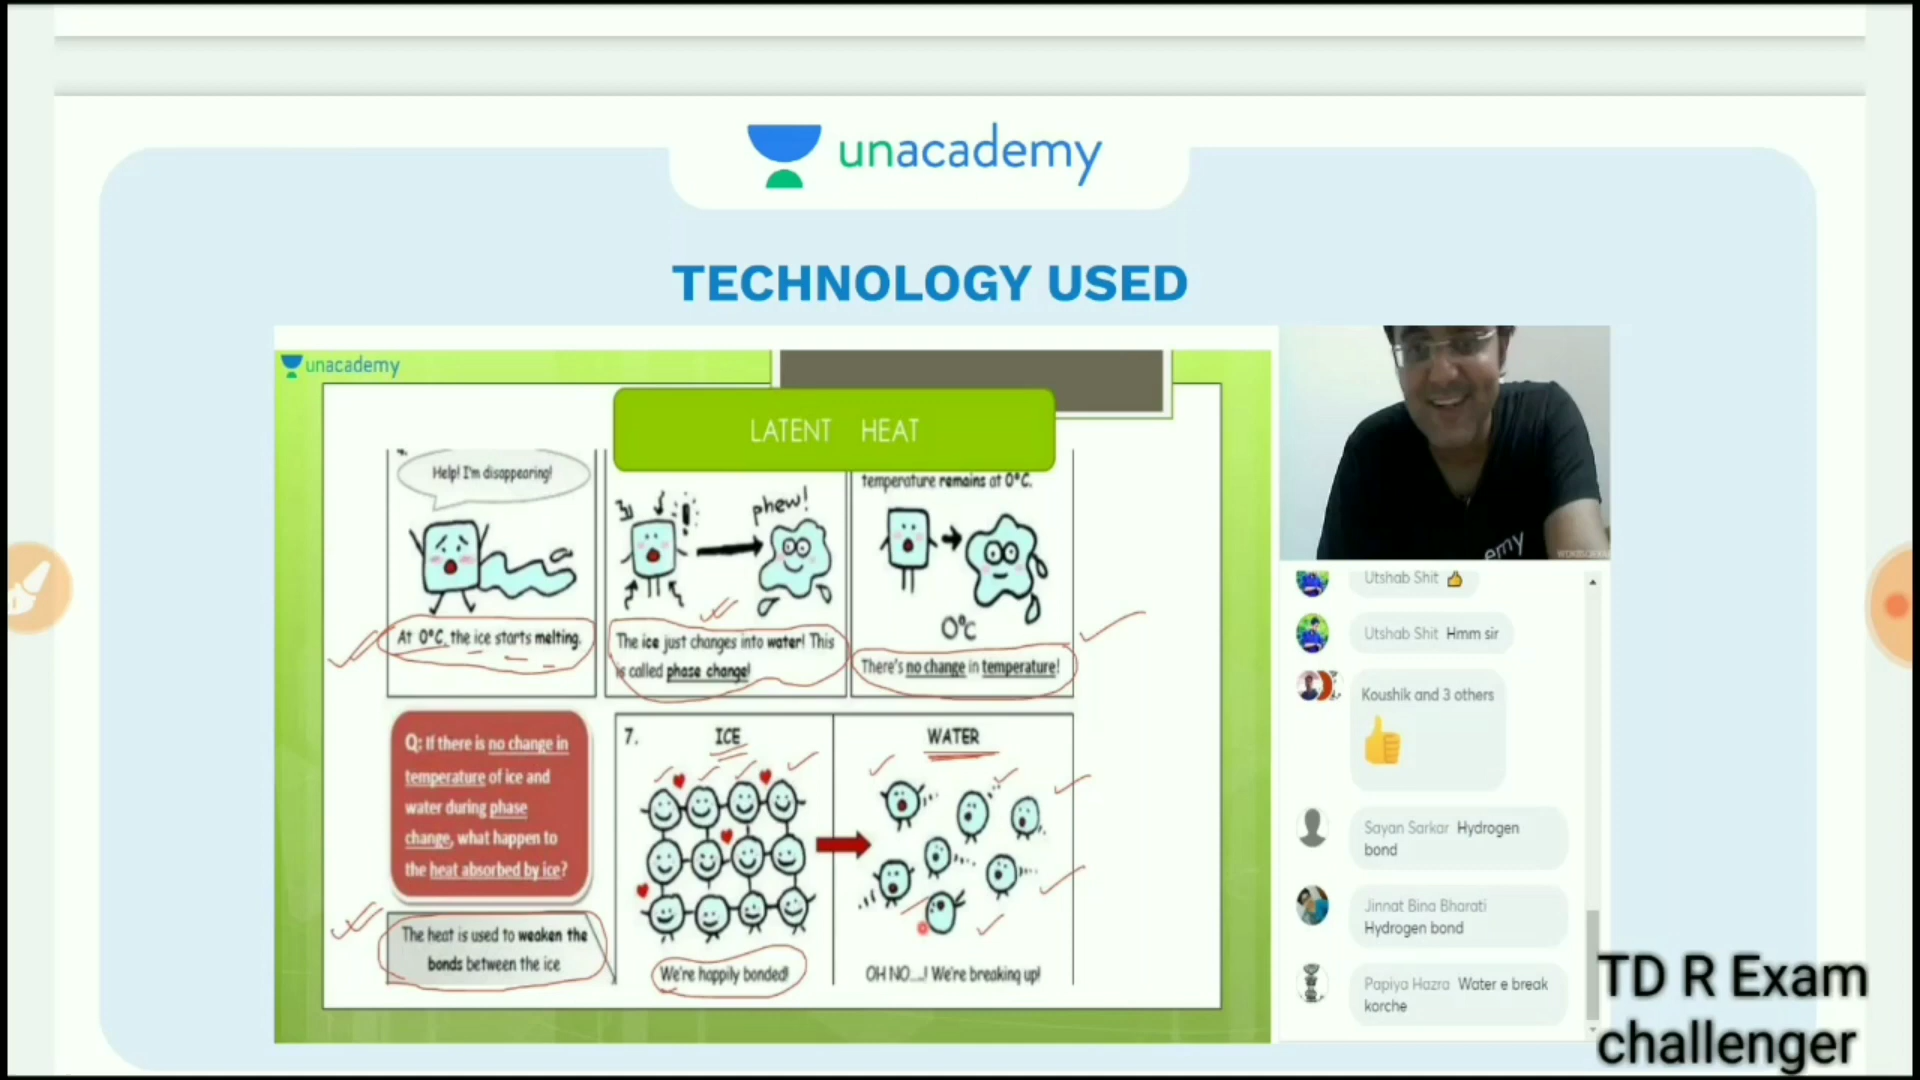 unacademy
TECHNOLOGY USED
unacademy
LATENT HEAT
Help! I'm disappearing!
At 0°C, the ice starts melting.
phew!
The ice just changes into water! This
is called phase change!
temperature remains at 0°C.
0°C
There's no change in temperature!
Q: If there is no change in
temperature of ice and
water during phase
change, what happen to
the heat absorbed by ice?
The heat is used to weaken the
bonds between the ice
7.
ICE
We're happily bonded!
WATER
OH NO...! We're breaking up!
emy
Utshab Shit 👍
Utshab Shit Hmm sir
Koushik and 3 others
Sayan Sarkar Hydrogen
bond
Jinnat Bina Bharati
Hydrogen bond
Papiya Hazra Water e break
korche
TD R Exam
challenger